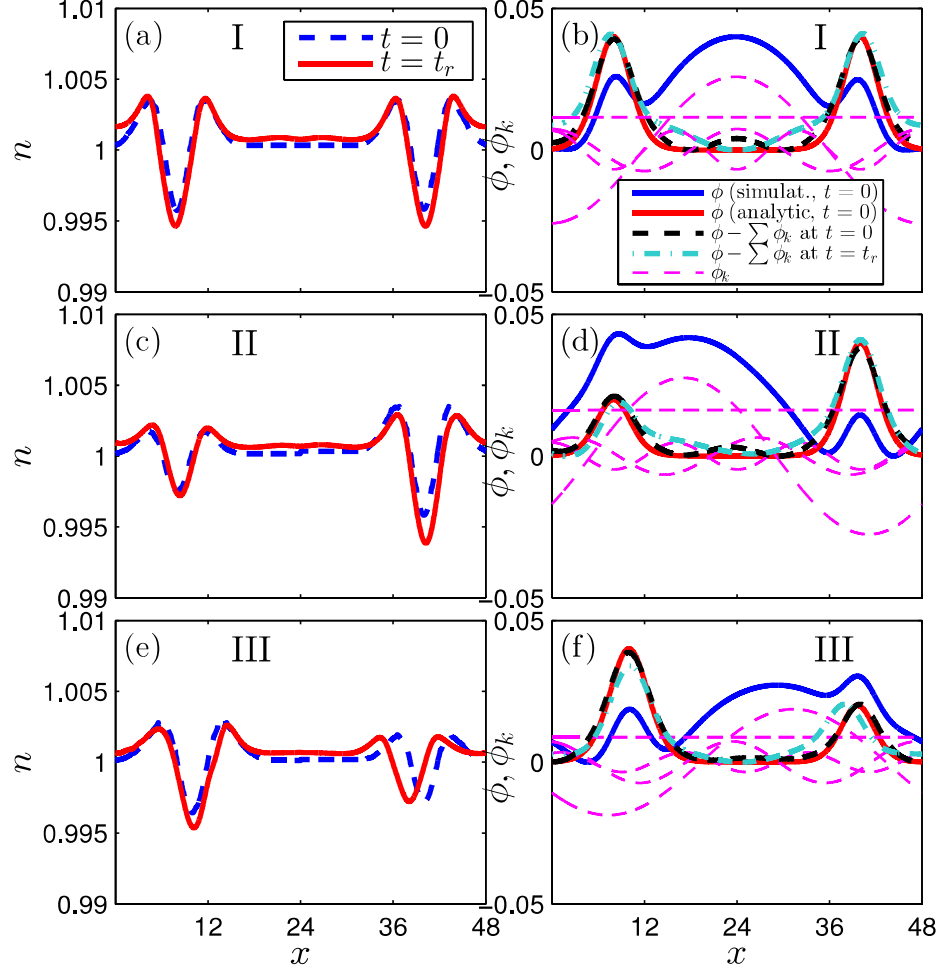 (a) I
t = 0
t = t_r
n
1.01
1.005
1
0.995
0.99
(b) I
ϕ (simulat., t = 0)
ϕ (analytic, t = 0)
ϕ − ∑ ϕ_k at t = 0
ϕ − ∑ ϕ_k at t = t_r
ϕ_k
ϕ, ϕ_k
0.05
0
−0.05
(c) II
n
1.01
1.005
1
0.995
0.99
(d) II
ϕ, ϕ_k
0.05
0
−0.05
(e) III
n
1.01
1.005
1
0.995
0.99
0 12 24 36 48
x
(f) III
ϕ, ϕ_k
0.05
0
−0.05
12 24 36 48
x